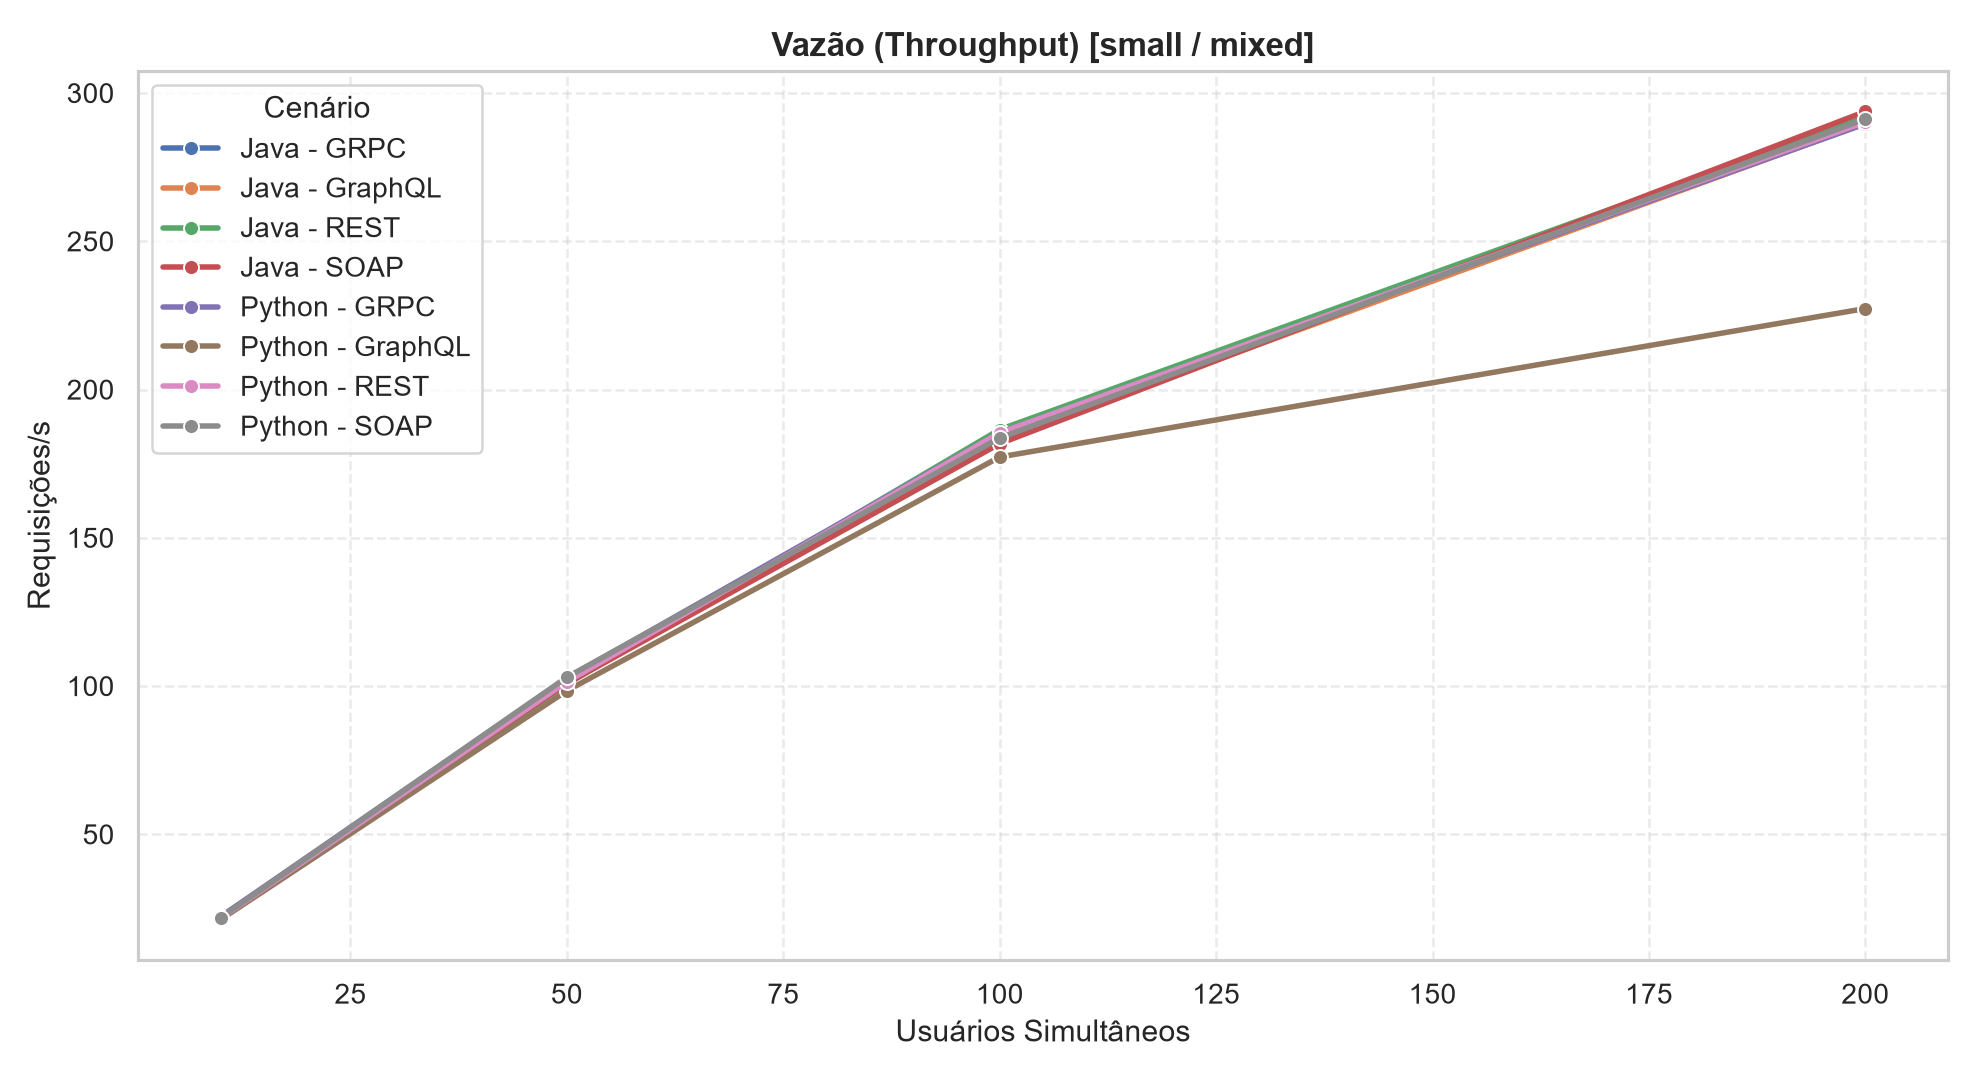 Vazão (Throughput) [small / mixed]
Cenário
Java - GRPC
Java - GraphQL
Java - REST
Java - SOAP
Python - GRPC
Python - GraphQL
Python - REST
Python - SOAP
Requisições/s
300
250
200
150
100
50
25 50 75 100 125 150 175 200
Usuários Simultâneos